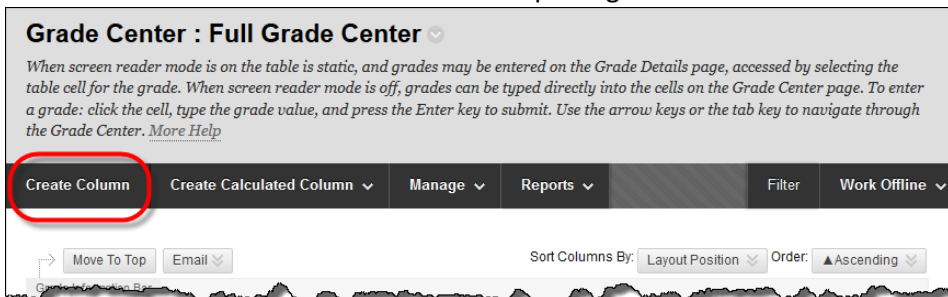 Grade Center : Full Grade Center
When screen reader mode is on the table is static, and grades may be entered on the Grade Details page, accessed by selecting the
table cell for the grade. When screen reader mode is off, grades can be typed directly into the cells on the Grade Center page. To enter
a grade: click the cell, type the grade value, and press the Enter key to submit. Use the arrow keys or the tab key to navigate through
the Grade Center. More Help
Create Column Create Calculated Column Manage Reports Filter Work Offline
Move To Top Email Sort Columns By: Layout Position Order: ▲Ascending
Grade Information Bar